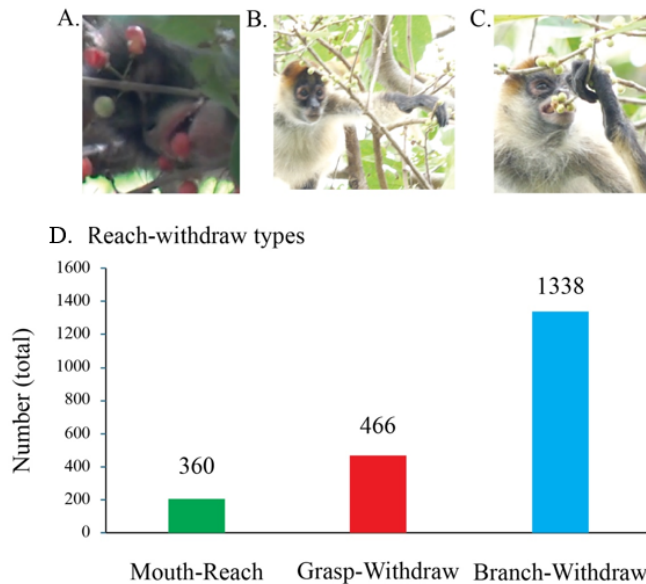 A.
B.
C.
D. Reach-withdraw types
Number (total)
1600
1400
1200
1000
800
600
400
200
0
360
466
1338
Mouth-Reach
Grasp-Withdraw
Branch-Withdraw